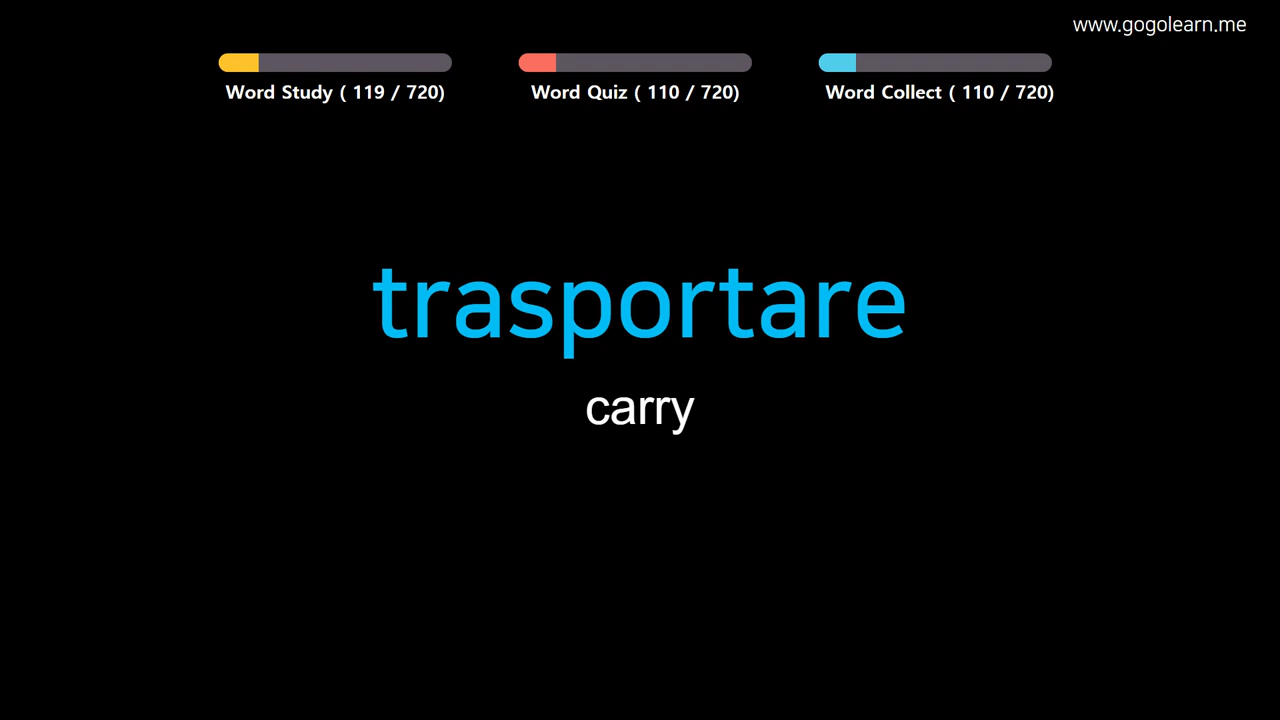 www.gogolearn.me
Word Study ( 119 / 720)
Word Quiz ( 110 / 720)
Word Collect ( 110 / 720)
trasportare
carry